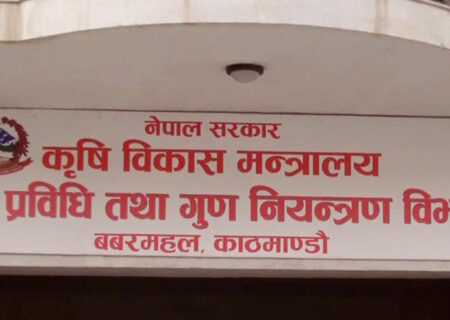 नेपाल सरकार
कृषि विकास मन्त्रालय
प्रविधि तथा गुण नियन्त्रण विभ
बबरमहल, काठमाण्डौ